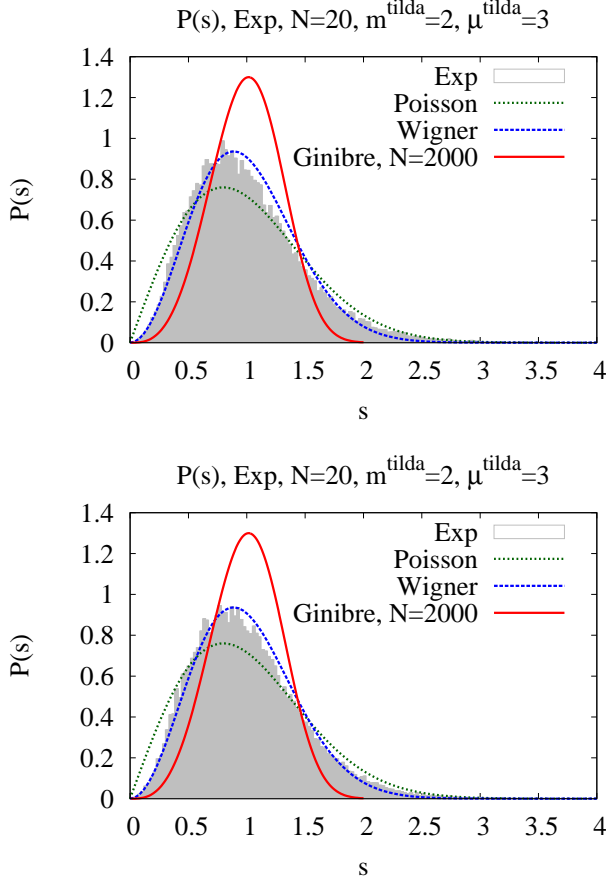 P(s), Exp, N=20, m^tilda=2, μ^tilda=3
1.4
1.2
1
0.8
0.6
0.4
0.2
0
P(s)
Exp
Poisson
Wigner
Ginibre, N=2000
0 0.5 1 1.5 2 2.5 3 3.5 4
s
P(s), Exp, N=20, m^tilda=2, μ^tilda=3
1.4
1.2
1
0.8
0.6
0.4
0.2
0
P(s)
Exp
Poisson
Wigner
Ginibre, N=2000
0 0.5 1 1.5 2 2.5 3 3.5 4
s